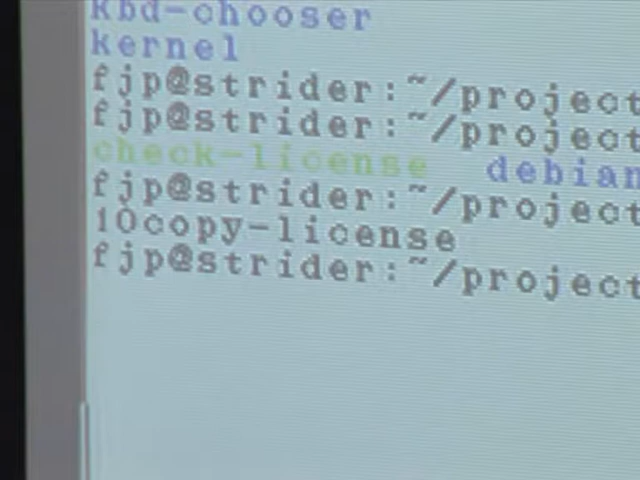 kbd-chooser
kernel
fjp@strider:~/project
fjp@strider:~/project
check-license debian
fjp@strider:~/project
10copy-license
fjp@strider:~/project